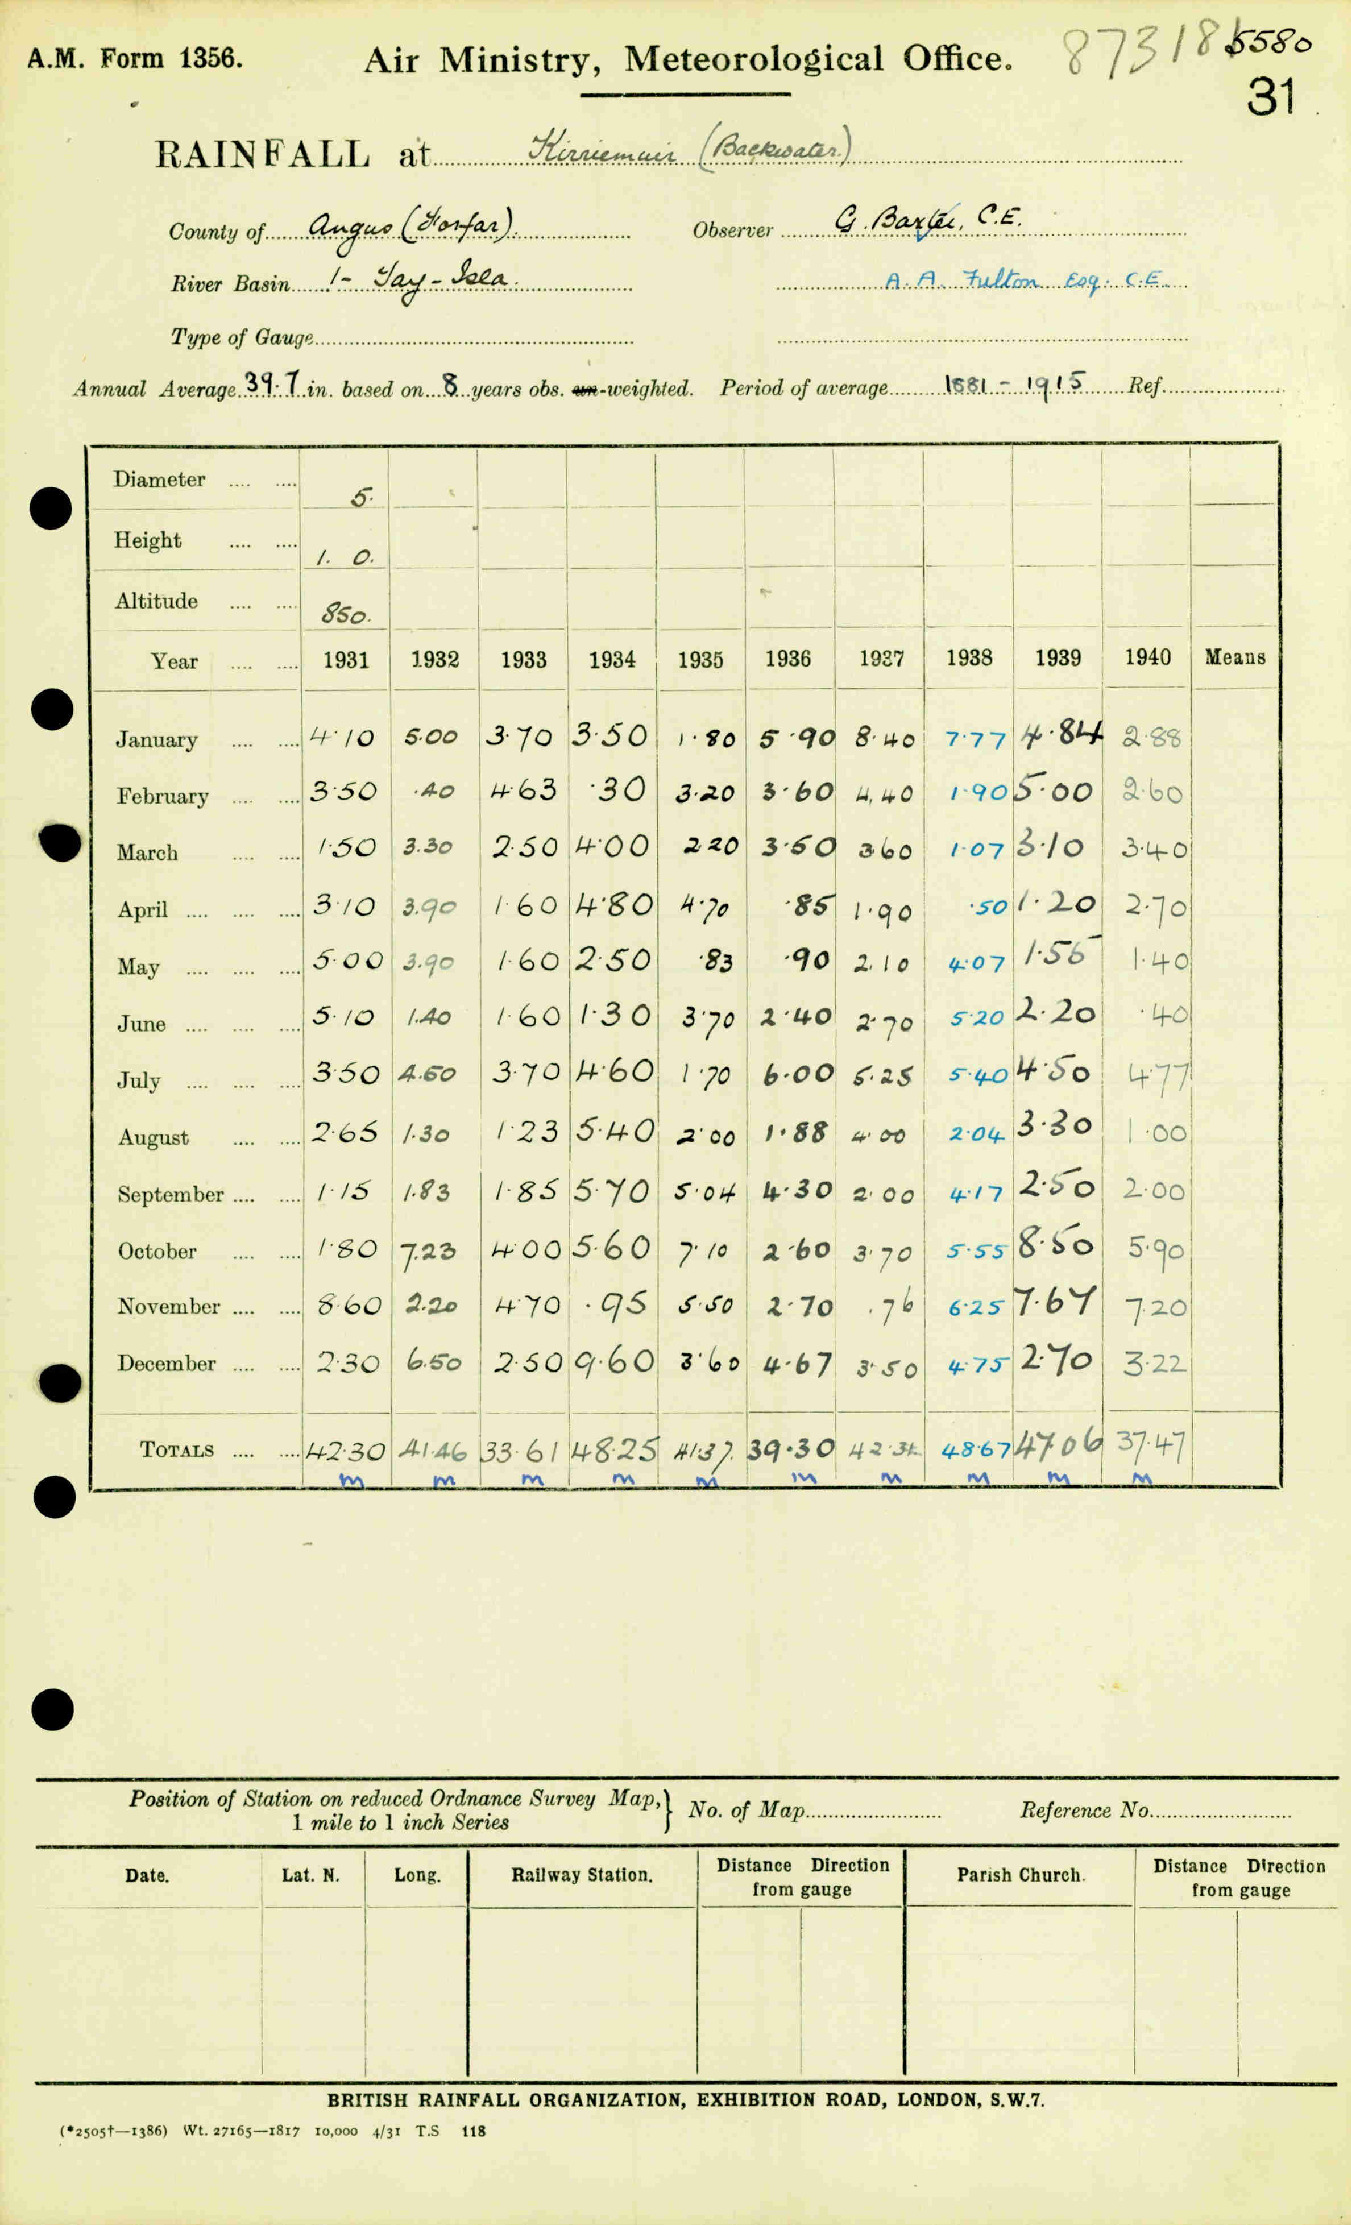 A.M. Form 1356.
Air Ministry, Meteorological Office.
873181 5580
31
RAINFALL at Kirriemuir (Backwater)
County of Angus (Forfar). Observer G. Baxter, C.E.
River Basin 1- Tay - Isla. A. A. Fulton Esq. C.E.
Type of Gauge
Annual Average 39.7 in. based on 8 years obs. un-weighted. Period of average 1881 - 1915 Ref.
Diameter 5.
Height 1. 0.
Altitude 850.
Year 1931 1932 1933 1934 1935 1936 1937 1938 1939 1940 Means
January 4.10 5.00 3.70 3.50 1.80 5.90 8.40 7.77 4.84 2.88
February 3.50 .40 4.63 .30 3.20 3.60 4.40 1.90 5.00 2.60
March 1.50 3.30 2.50 4.00 2.20 3.50 3.60 1.07 3.10 3.40
April 3.10 3.90 1.60 4.80 4.70 .85 1.90 .50 1.20 2.70
May 5.00 3.90 1.60 2.50 .83 .90 2.10 4.07 1.55 1.40
June 5.10 1.40 1.60 1.30 3.70 2.40 2.70 5.20 2.20 .40
July 3.50 4.50 3.70 4.60 1.70 6.00 5.25 5.40 4.50 4.77
August 2.65 1.30 1.23 5.40 2.00 1.88 4.00 2.04 3.30 1.00
September 1.15 1.83 1.85 5.70 5.04 4.30 2.00 4.17 2.50 2.00
October 1.80 7.23 4.00 5.60 7.10 2.60 3.70 5.55 8.50 5.90
November 8.60 2.20 4.70 .95 5.50 2.70 .76 6.25 7.67 7.20
December 2.30 6.50 2.50 9.60 3.60 4.67 3.50 4.75 2.70 3.22
TOTALS 42.30 41.46 33.61 48.25 41.37. 39.30 42.31 48.67 47.06 37.47
m m m m m m m m m m
Position of Station on reduced Ordnance Survey Map, 1 mile to 1 inch Series } No. of Map Reference No.
Date. Lat. N. Long. Railway Station. Distance Direction from gauge Parish Church. Distance Direction from gauge
BRITISH RAINFALL ORGANIZATION, EXHIBITION ROAD, LONDON, S.W.7.
(*2505†—1386) Wt. 27165—1817 10,000 4/31 T.S 118